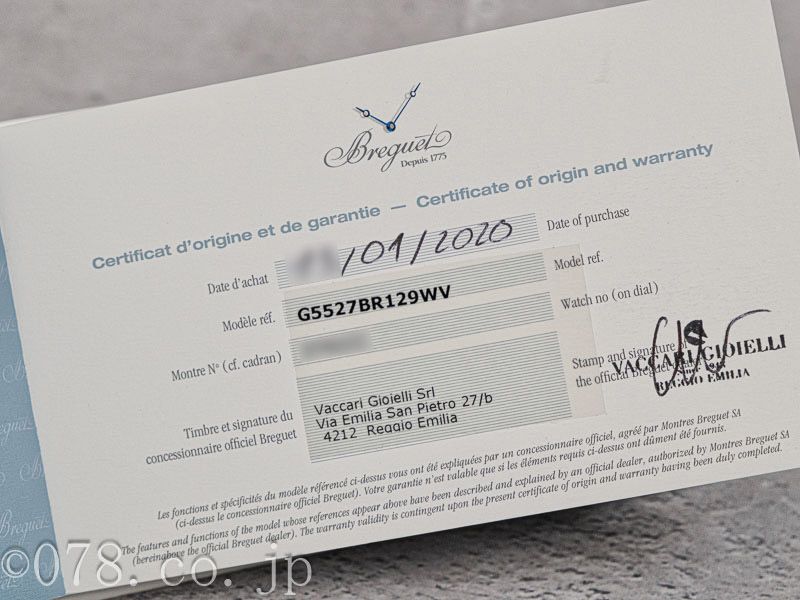 Breguet
Depuis 1775
Certificat d'origine et de garantie — Certificate of origin and warranty
Date d'achat /01/2020 Date of purchase
Modèle réf. G5527BR129WV Model ref.
Montre N° (cf. cadran) Watch no (on dial)
Timbre et signature du
concessionnaire officiel Breguet
Vaccari Gioielli Srl
Via Emilia San Pietro 27/b
4212 Reggio Emilia
Stamp and signature of
the official Breguet
VACCARI GIOIELLI
REGGIO EMILIA
Les fonctions et spécificités du modèle référencé ci-dessus vous ont été expliquées par un concessionnaire officiel, agréé par Montres Breguet SA
(ci-dessus le concessionnaire officiel Breguet). Votre garantie n'est valable que si les éléments requis ci-dessus ont dûment été fournis.
The features and functions of the model whose references appear above have been described and explained by an official dealer, authorized by Montres Breguet SA
(hereinabove the official Breguet dealer). The warranty validity is contingent upon the present certificate of origin and warranty having been duly completed.
©078.co.jp